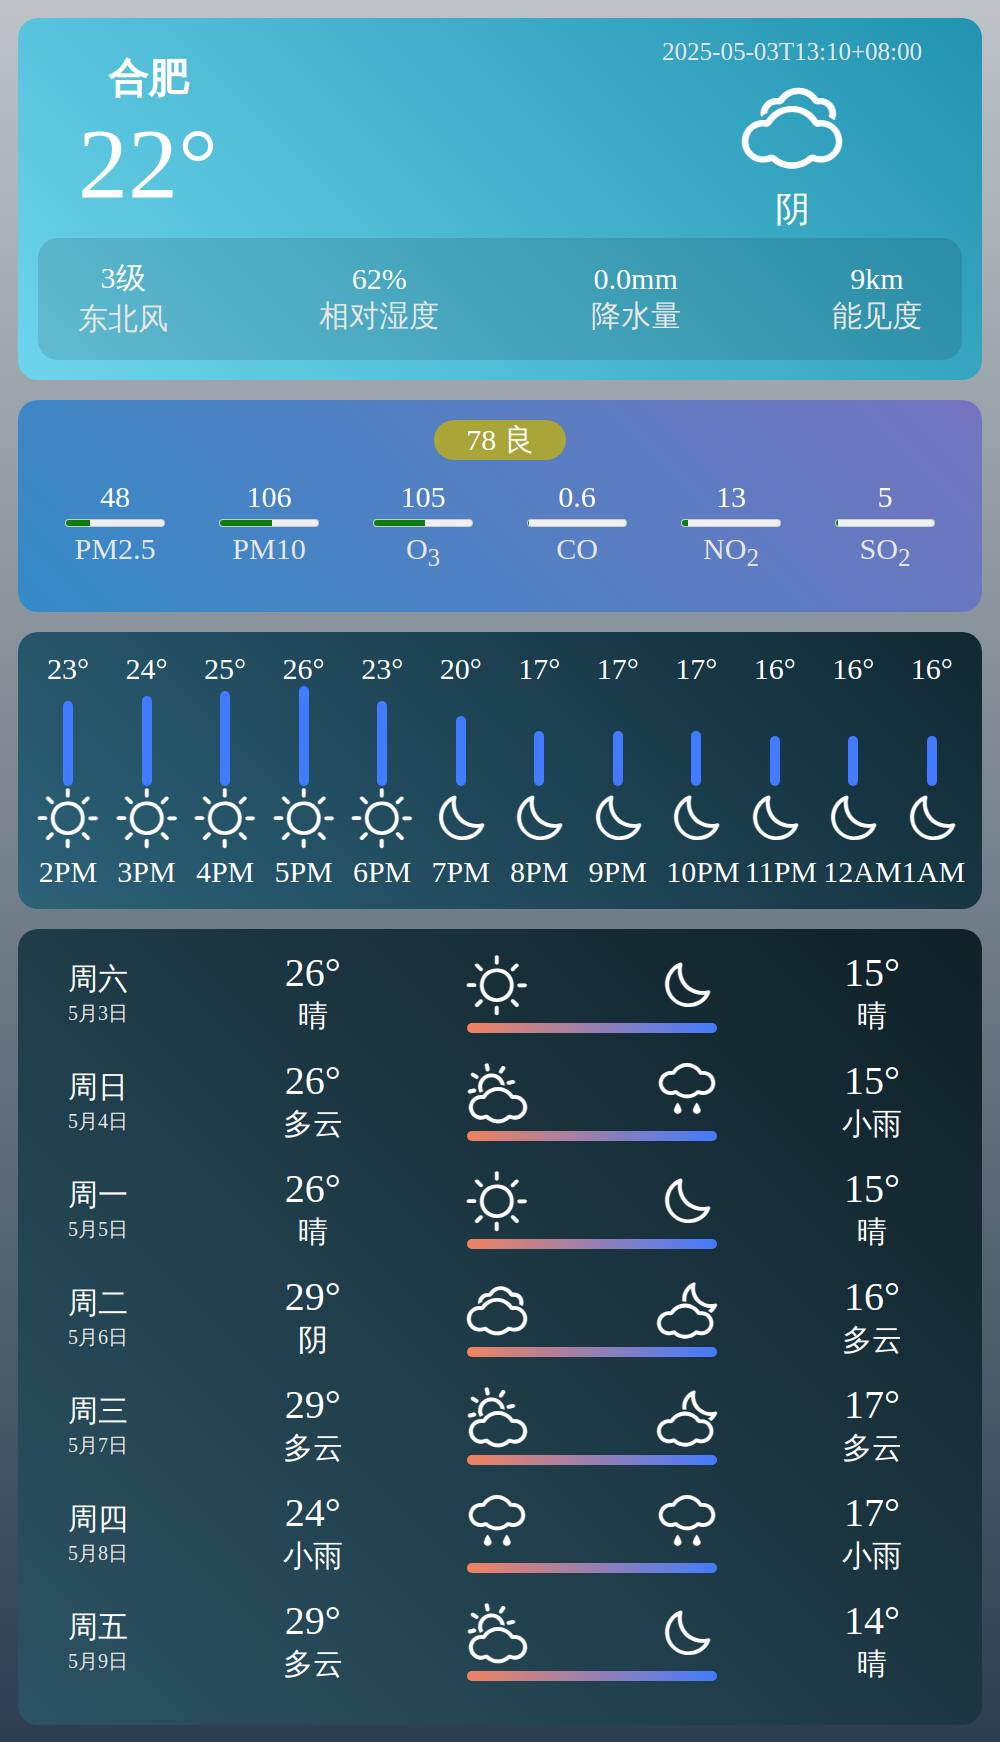 合肥
22°
2025-05-03T13:10+08:00
阴
3级 62% 0.0mm 9km
东北风 相对湿度 降水量 能见度
78 良
48 106 105 0.6 13 5
PM2.5 PM10 O3 CO NO2 SO2
23° 24° 25° 26° 23° 20° 17° 17° 17° 16° 16° 16°
2PM 3PM 4PM 5PM 6PM 7PM 8PM 9PM 10PM 11PM 12AM 1AM
周六 26° 15°
5月3日 晴 晴
周日 26° 15°
5月4日 多云 小雨
周一 26° 15°
5月5日 晴 晴
周二 29° 16°
5月6日 阴 多云
周三 29° 17°
5月7日 多云 多云
周四 24° 17°
5月8日 小雨 小雨
周五 29° 14°
5月9日 多云 晴